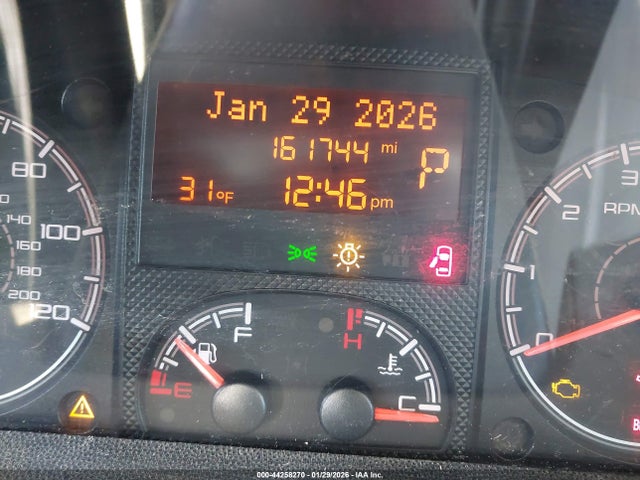 Jan 29 2026
161744 mi
P
31°F 12:46 pm
80
100
120
140
160
180
200
3
2
1
0
RPM
F
E
H
C
000-44258270 - 01/29/2026 - IAA Inc.